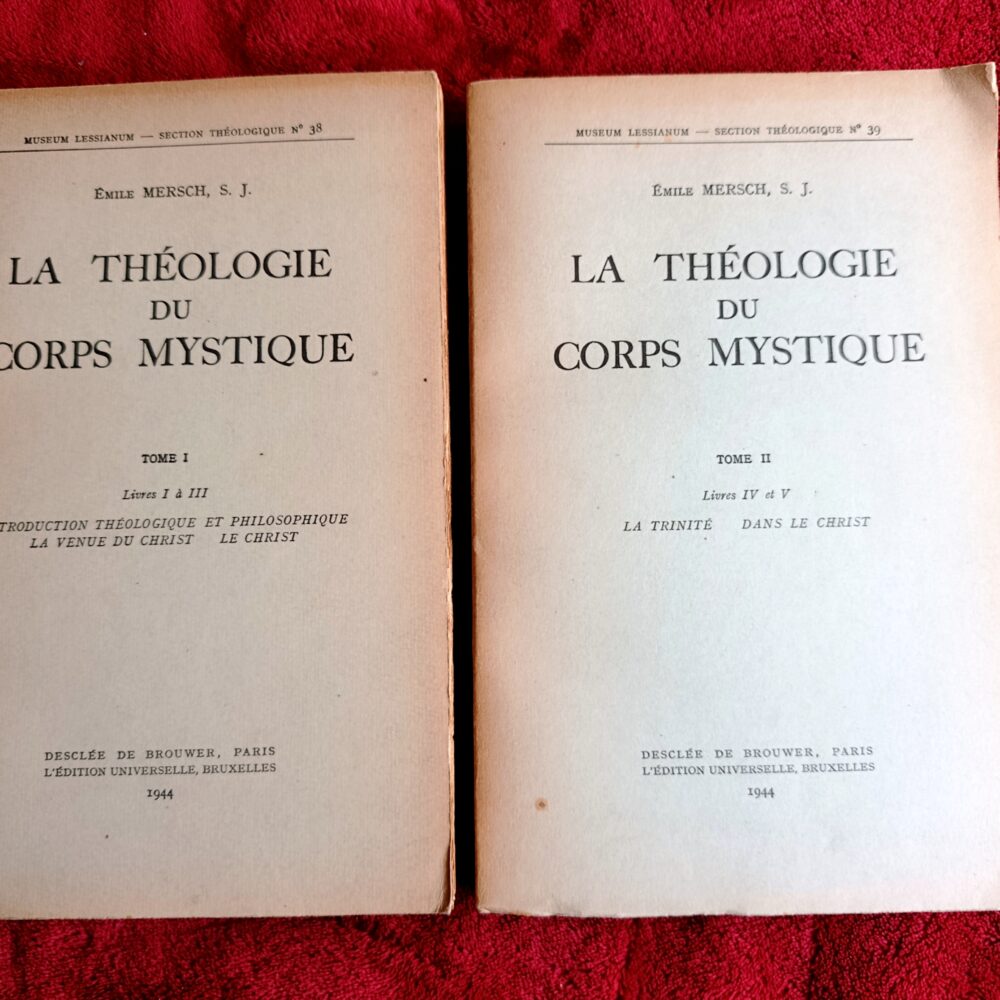 MUSEUM LESSIANUM — SECTION THÉOLOGIQUE Nº 38
ÉMILE MERSCH, S. J.
LA THÉOLOGIE
DU
CORPS MYSTIQUE
TOME I
Livres I à III
TRODUCTION THÉOLOGIQUE ET PHILOSOPHIQUE
LA VENUE DU CHRIST LE CHRIST
DESCLÉE DE BROUWER, PARIS
L'ÉDITION UNIVERSELLE, BRUXELLES
1944
MUSEUM LESSIANUM — SECTION THÉOLOGIQUE Nº 39
ÉMILE MERSCH, S. J.
LA THÉOLOGIE
DU
CORPS MYSTIQUE
TOME II
Livres IV et V
LA TRINITÉ DANS LE CHRIST
DESCLÉE DE BROUWER, PARIS
L'ÉDITION UNIVERSELLE, BRUXELLES
1944